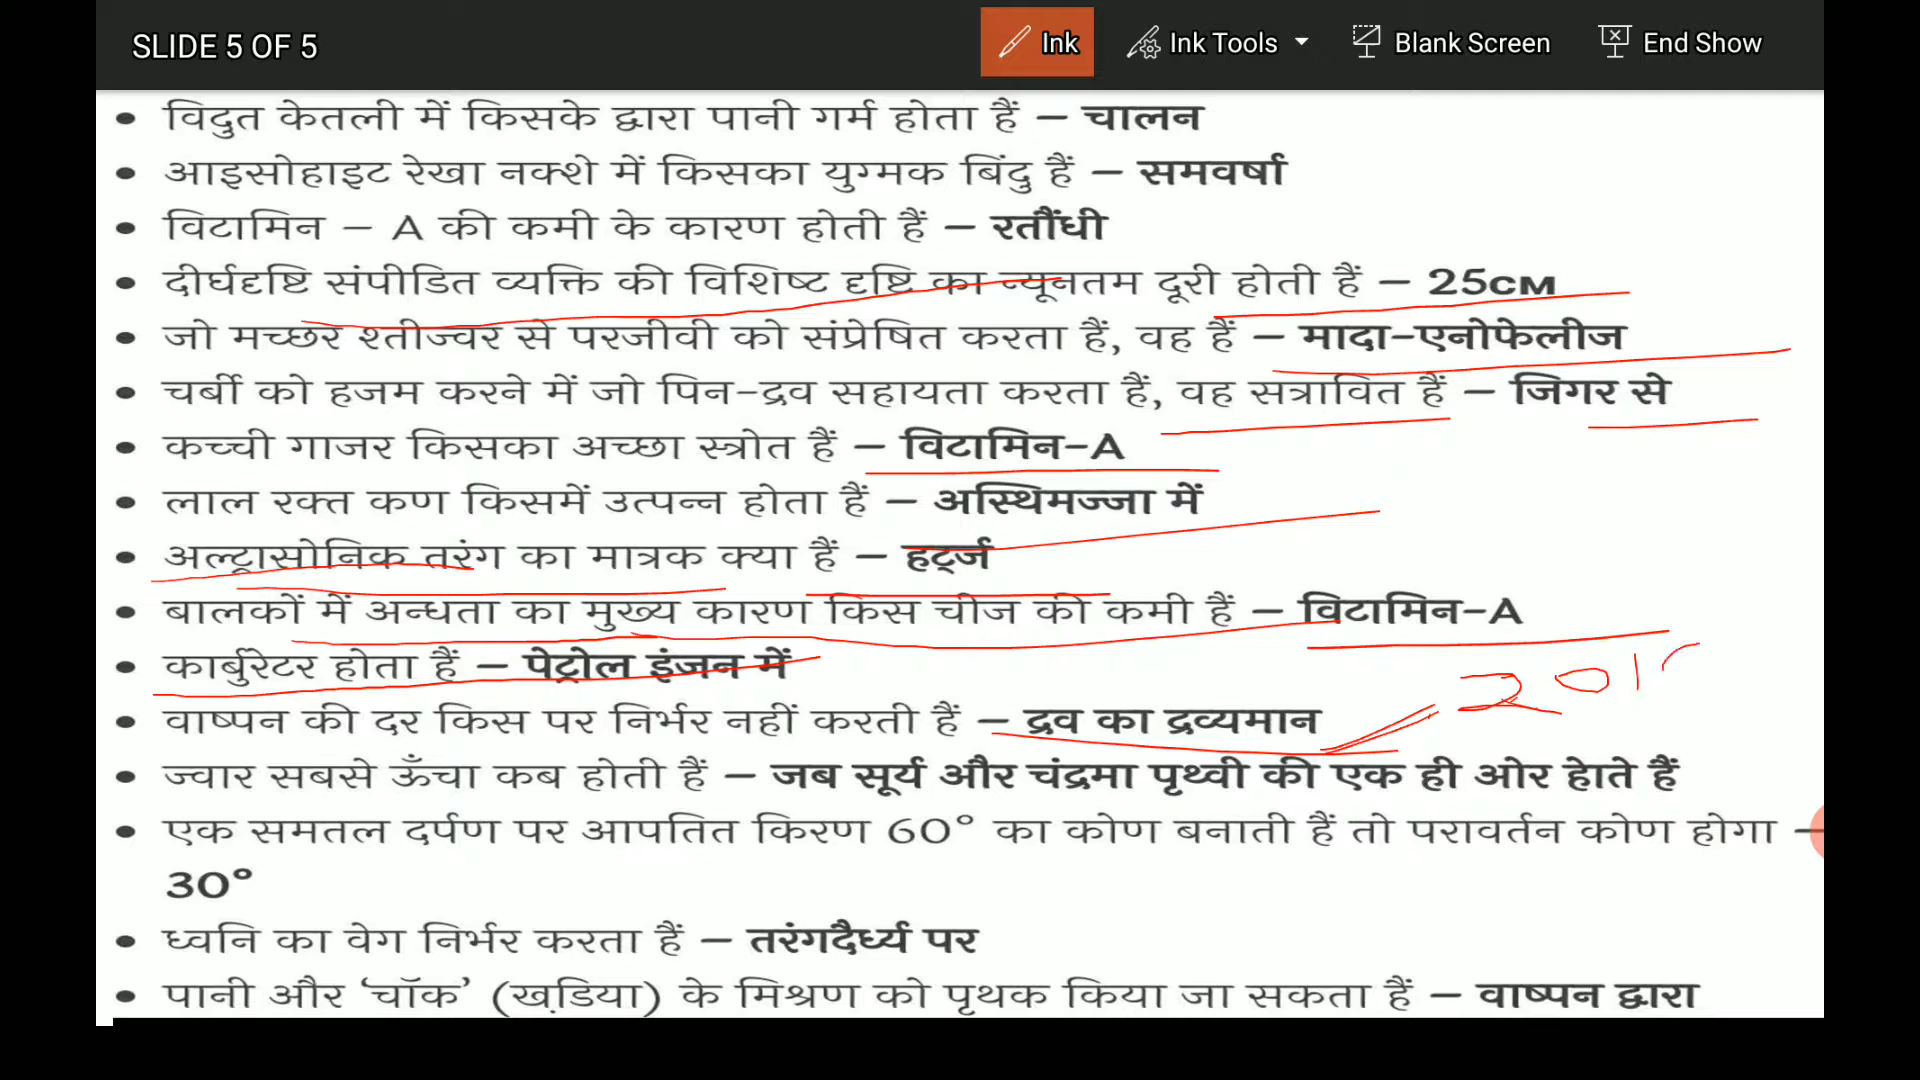 SLIDE 5 OF 5
Ink
Ink Tools
Blank Screen
End Show
• विदुत केतली में किसके द्वारा पानी गर्म होता हैं – चालन
• आइसोहाइट रेखा नक्शे में किसका युग्मक बिंदु हैं – समवर्षा
• विटामिन – A की कमी के कारण होती हैं – रतौंधी
• दीर्घदृष्टि संपीडित व्यक्ति की विशिष्ट दृष्टि का न्यूनतम दूरी होती हैं – 25см
• जो मच्छर श्तीज्वर से परजीवी को संप्रेषित करता हैं, वह हैं – मादा-एनोफेलीज
• चर्बी को हजम करने में जो पिन-द्रव सहायता करता हैं, वह सत्रावित हैं – जिगर से
• कच्ची गाजर किसका अच्छा स्त्रोत हैं – विटामिन-A
• लाल रक्त कण किसमें उत्पन्न होता हैं – अस्थिमज्जा में
• अल्ट्रासोनिक तरंग का मात्रक क्या हैं – हर्ट्ज
• बालकों में अन्धता का मुख्य कारण किस चीज की कमी हैं – विटामिन-A
• कार्बुरेटर होता हैं – पेट्रोल इंजन में
• वाष्पन की दर किस पर निर्भर नहीं करती हैं – द्रव का द्रव्यमान
• ज्वार सबसे ऊँचा कब होती हैं – जब सूर्य और चंद्रमा पृथ्वी की एक ही ओर हेाते हैं
• एक समतल दर्पण पर आपतित किरण 60° का कोण बनाती हैं तो परावर्तन कोण होगा –
30°
• ध्वनि का वेग निर्भर करता हैं – तरंगदैर्ध्य पर
• पानी और ‘चॉक’ (खड़िया) के मिश्रण को पृथक किया जा सकता हैं – वाष्पन द्वारा